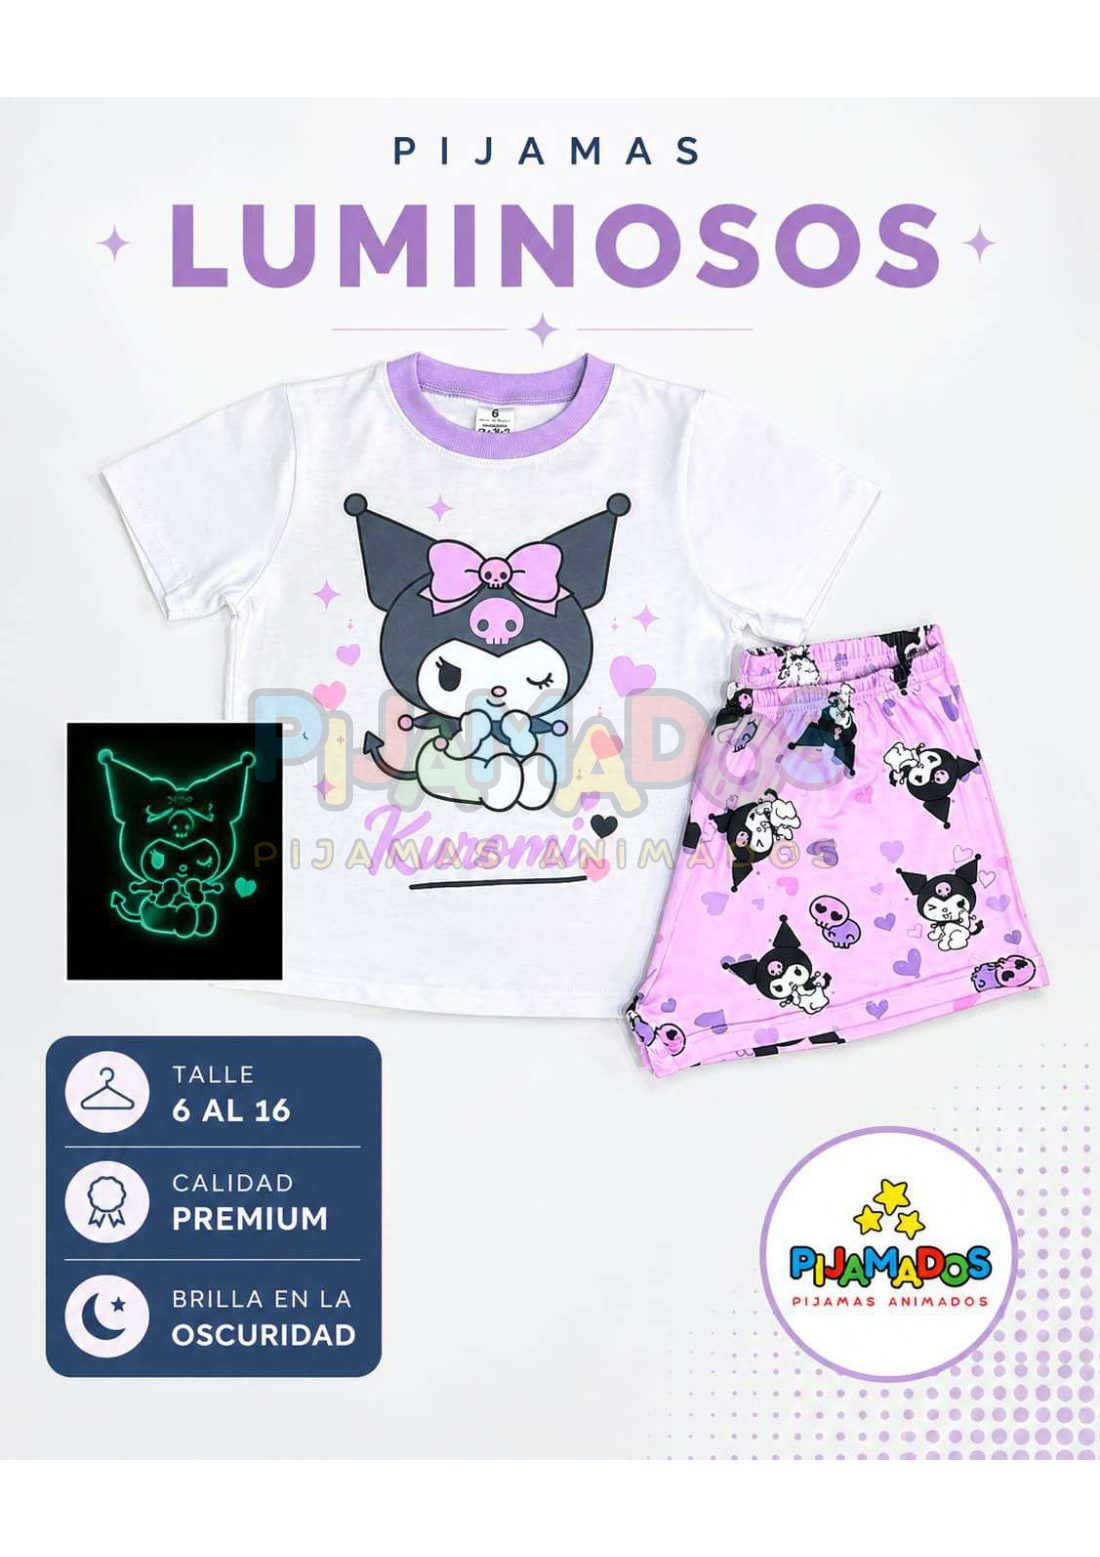 PIJAMAS
LUMINOSOS
6
PIJAMADOS
Kuromi
PIJAMAS ANIMADOS
TALLE
6 AL 16
CALIDAD
PREMIUM
BRILLA EN LA
OSCURIDAD
PIJAMADOS
PIJAMAS ANIMADOS